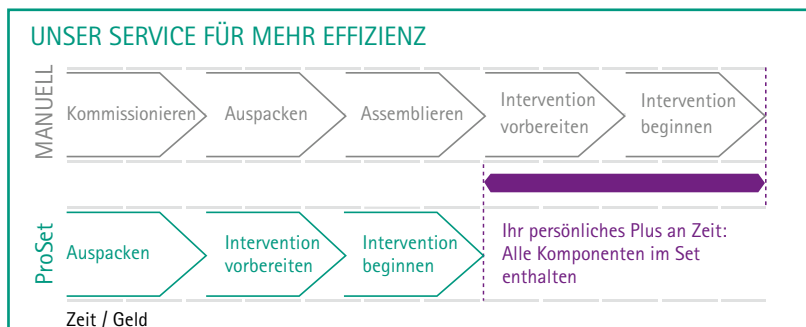 UNSER SERVICE FÜR MEHR EFFIZIENZ
MANUELL
Kommissionieren
Auspacken
Assemblieren
Intervention
vorbereiten
Intervention
beginnen
ProSet
Auspacken
Intervention
vorbereiten
Intervention
beginnen
Ihr persönliches Plus an Zeit:
Alle Komponenten im Set
enthalten
Zeit / Geld